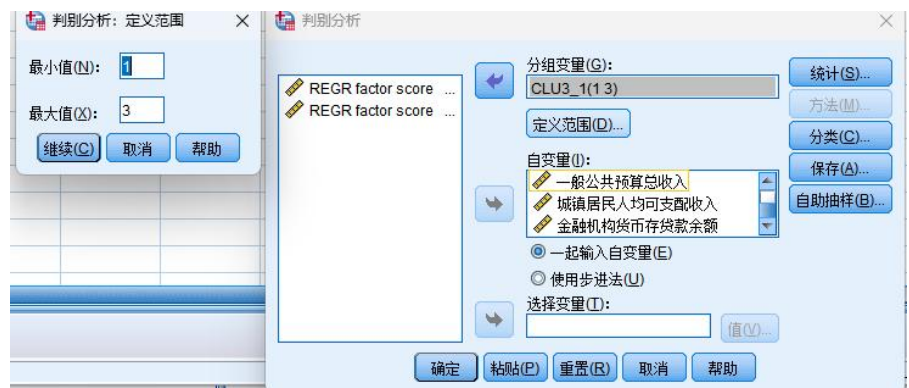 判别分析：定义范围
最小值(N)：1
最大值(X)：3
继续(C) 取消 帮助
判别分析
REGR factor score ...
REGR factor score ...
分组变量(G)：
CLU3_1(1 3)
定义范围(D)...
自变量(I)：
一般公共预算总收入
城镇居民人均可支配收入
金融机构货币存贷款余额
一起输入自变量(E)
使用步进法(U)
选择变量(T)：
值(V)...
统计(S)...
方法(M)...
分类(C)...
保存(A)...
自助抽样(B)...
确定 粘贴(P) 重置(R) 取消 帮助